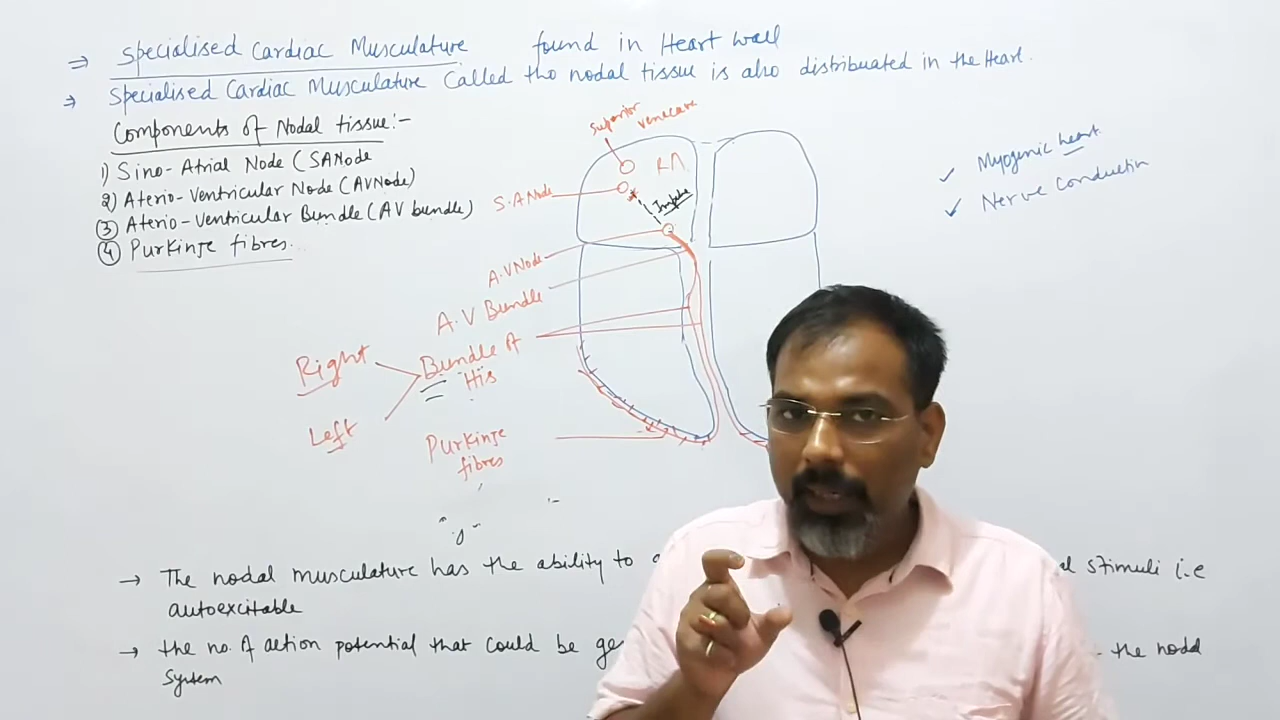 ⇒ Specialised Cardiac Musculature found in Heart wall
⇒ Specialised Cardiac Musculature Called tho nodal tissue is also distribuated in the Heart.
Components of Nodal tissue:-
1) Sino-Atrial Node (SANode
2) Aterio-Ventricular Node (AVNode)
③ Aterio-Ventricular Bundle (AV bundle)
④ Purkinje fibres.
Superior
venacava
RA
S.A Node
Impulse
A.V Node
A.V Bundle
Bundle of
His
Right
Left
Purkinje
fibres
✓ Myogenic heart
✓ Nerve Conduction
→ The nodal musculature has the ability to stimuli i.e
autoexcitable
→ the no. of action potential that could be the nodal
System